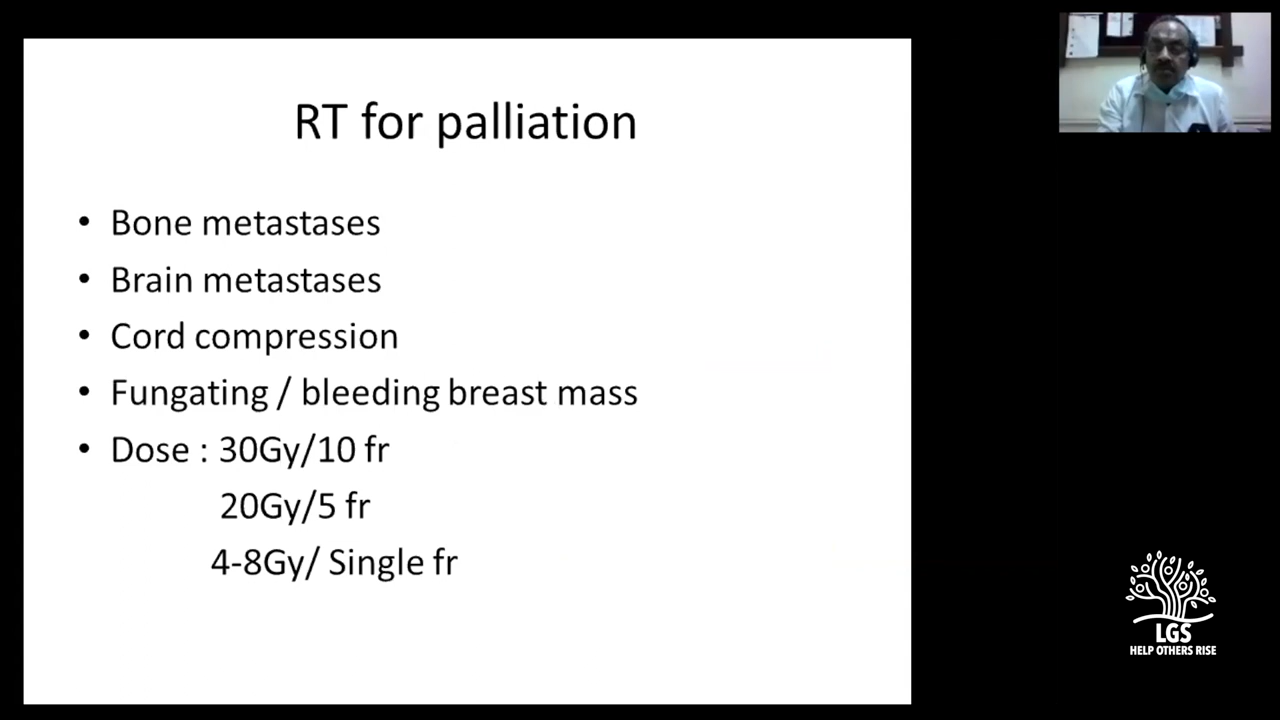 RT for palliation
• Bone metastases
• Brain metastases
• Cord compression
• Fungating / bleeding breast mass
• Dose : 30Gy/10 fr
20Gy/5 fr
4-8Gy/ Single fr
LGS
HELP OTHERS RISE